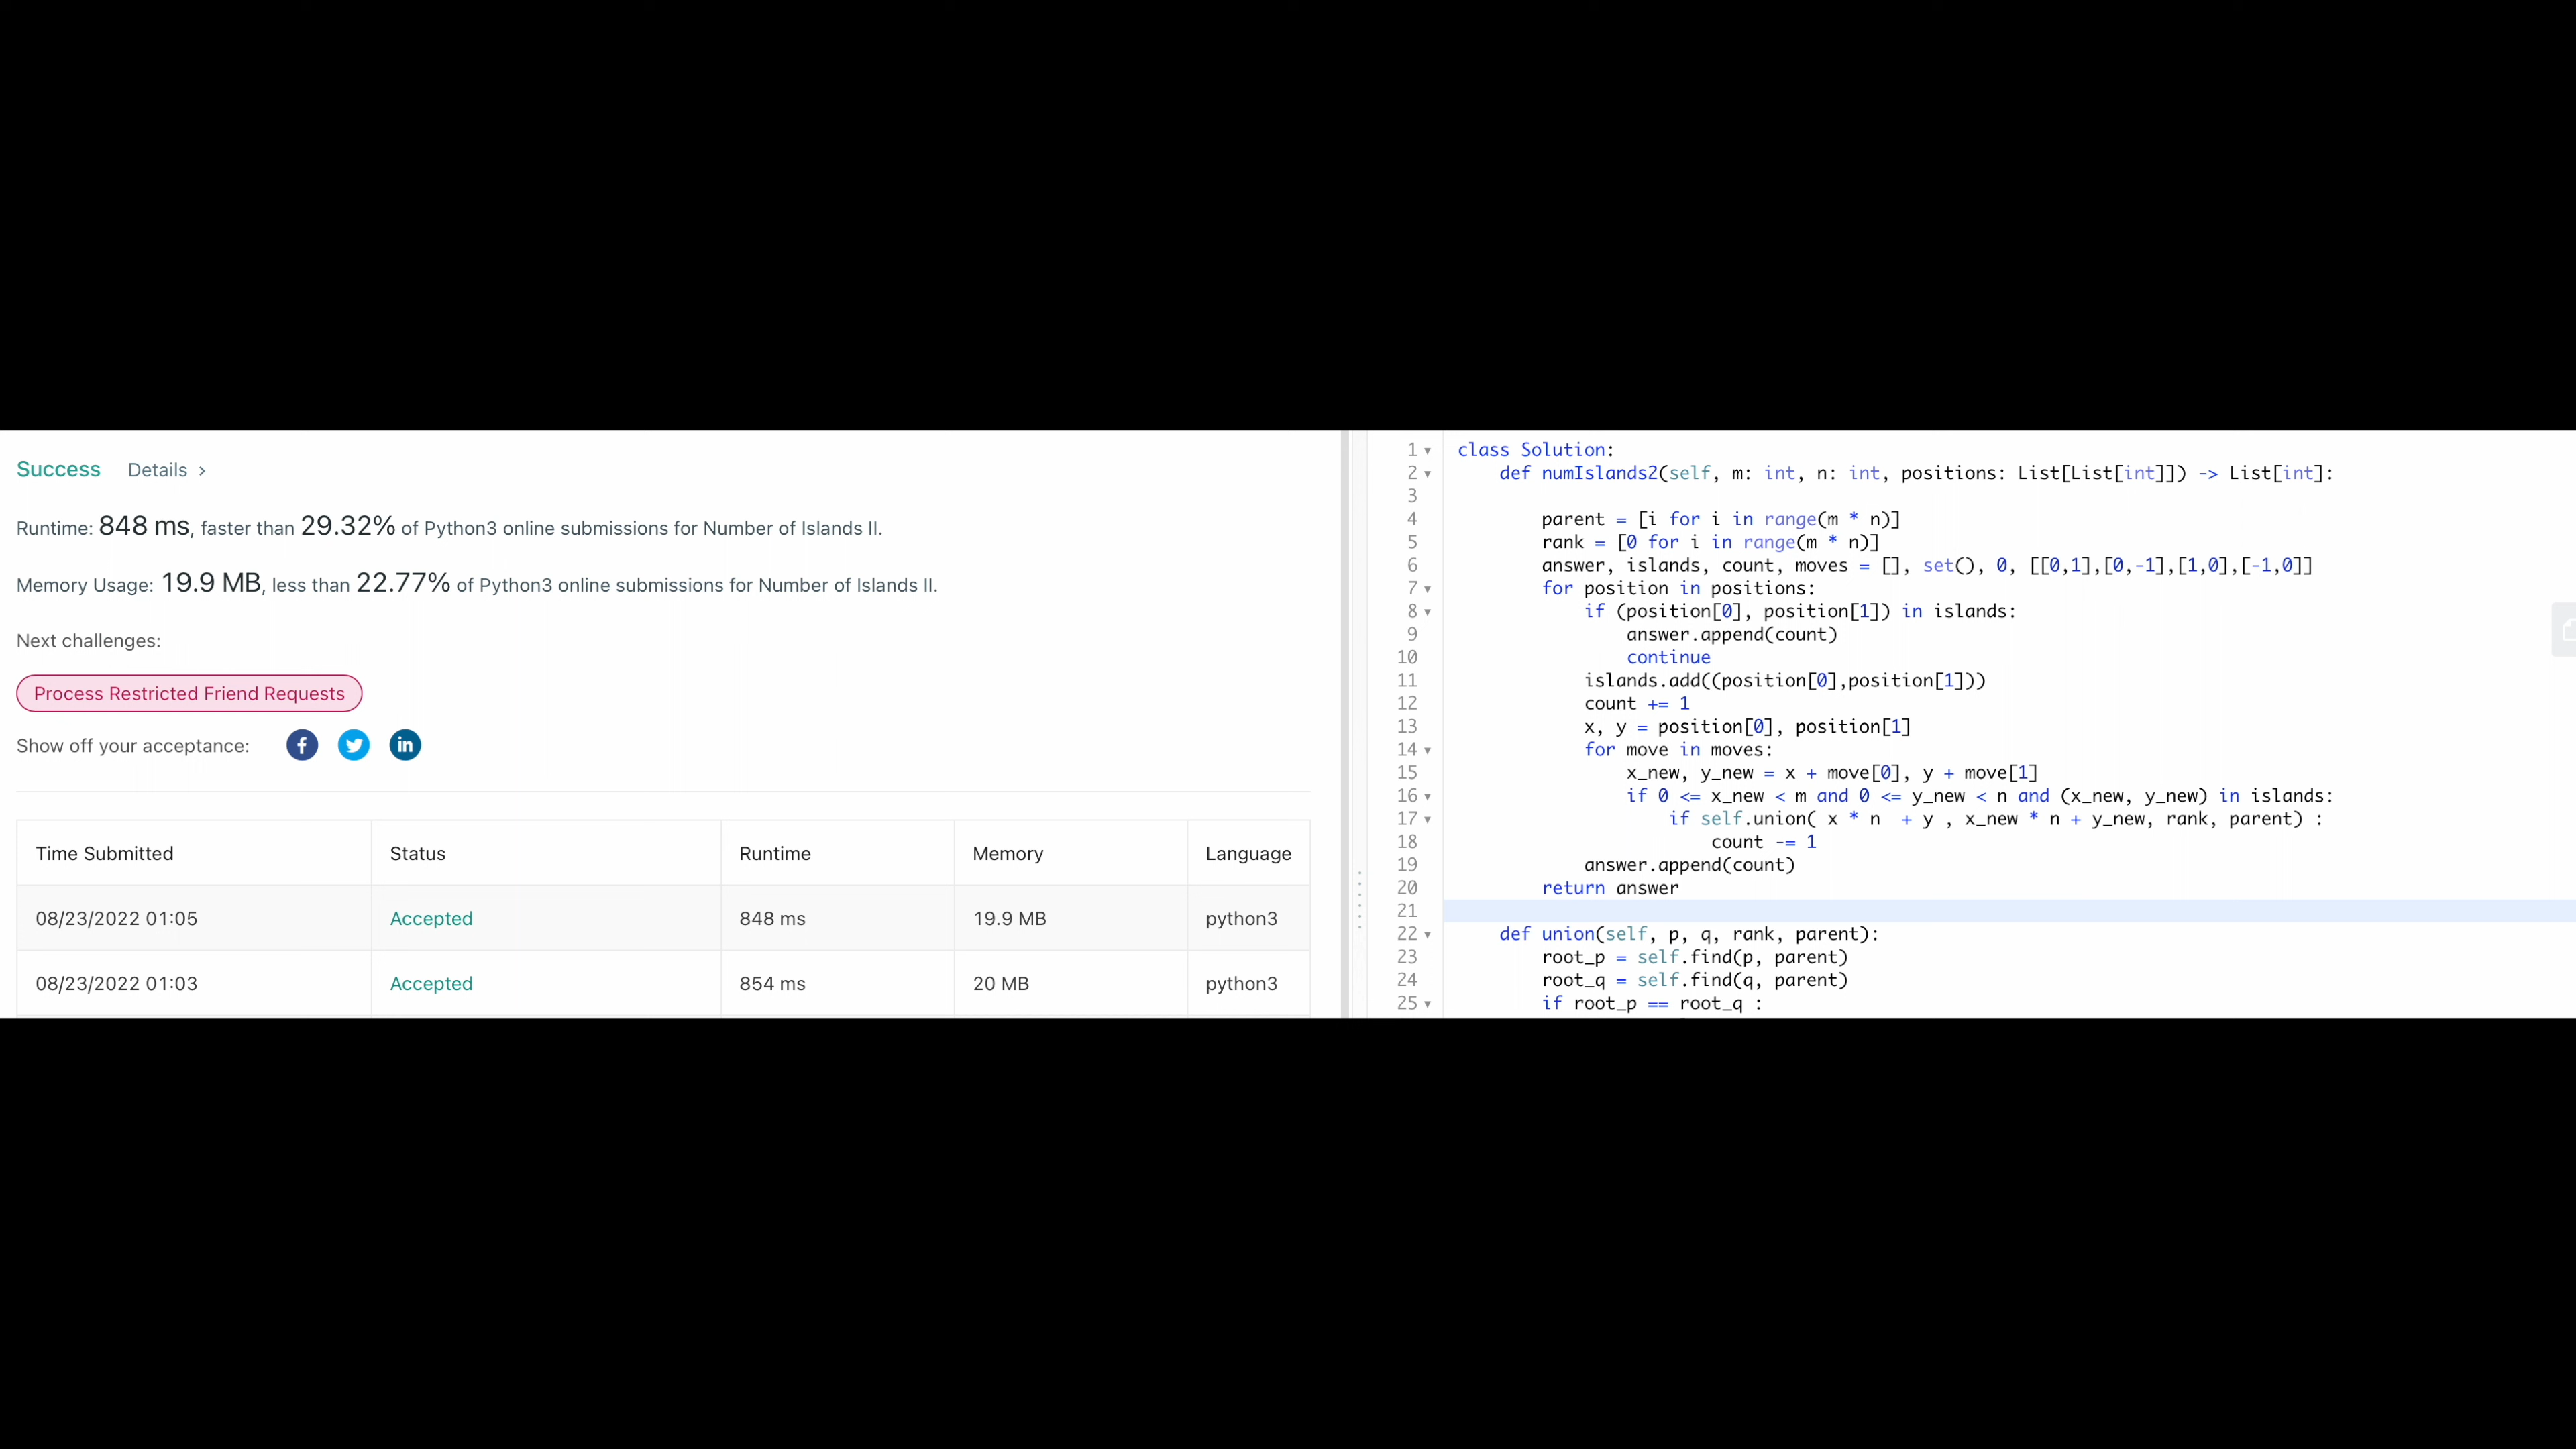 Success Details >
Runtime: 848 ms, faster than 29.32% of Python3 online submissions for Number of Islands II.
Memory Usage: 19.9 MB, less than 22.77% of Python3 online submissions for Number of Islands II.
Next challenges:
Process Restricted Friend Requests
Show off your acceptance:
Time Submitted Status Runtime Memory Language
08/23/2022 01:05 Accepted 848 ms 19.9 MB python3
08/23/2022 01:03 Accepted 854 ms 20 MB python3
1 class Solution:
2     def numIslands2(self, m: int, n: int, positions: List[List[int]]) -> List[int]:
3
4         parent = [i for i in range(m * n)]
5         rank = [0 for i in range(m * n)]
6         answer, islands, count, moves = [], set(), 0, [[0,1],[0,-1],[1,0],[-1,0]]
7         for position in positions:
8             if (position[0], position[1]) in islands:
9                 answer.append(count)
10                 continue
11             islands.add((position[0],position[1]))
12             count += 1
13             x, y = position[0], position[1]
14             for move in moves:
15                 x_new, y_new = x + move[0], y + move[1]
16                 if 0 <= x_new < m and 0 <= y_new < n and (x_new, y_new) in islands:
17                     if self.union( x * n  + y , x_new * n + y_new, rank, parent) :
18                         count -= 1
19             answer.append(count)
20         return answer
21
22     def union(self, p, q, rank, parent):
23         root_p = self.find(p, parent)
24         root_q = self.find(q, parent)
25         if root_p == root_q :